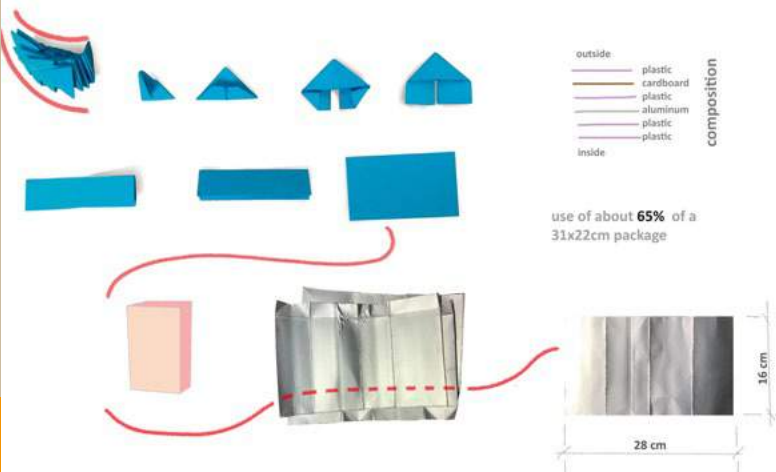 outside
plastic
cardboard
plastic
aluminum
plastic
plastic
inside
composition
use of about 65% of a
31x22cm package
16 cm
28 cm